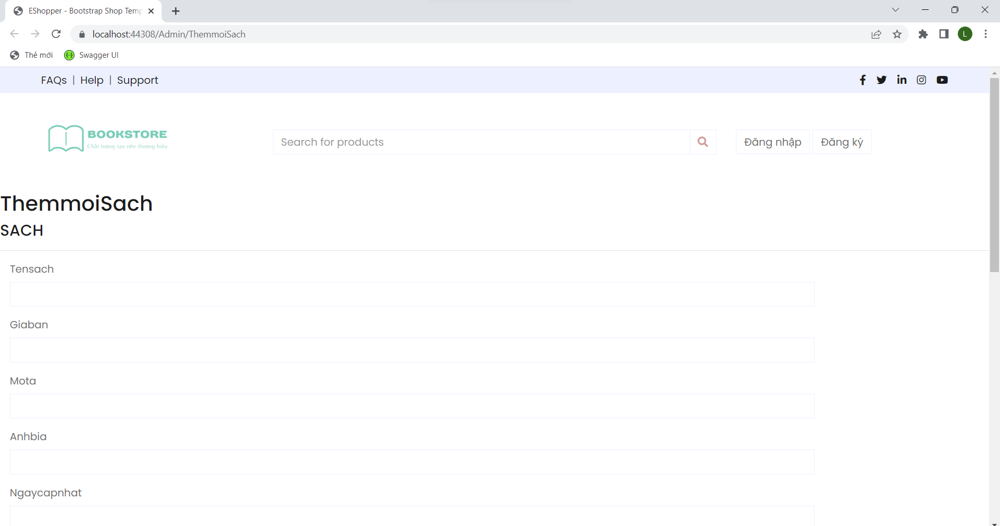 EShopper - Bootstrap Shop Temp
localhost:44308/Admin/ThemmoiSach
L
Thẻ mới
Swagger UI
FAQs | Help | Support
BOOKSTORE
Chất lượng tạo nên thương hiệu
Search for products
Đăng nhập
Đăng ký
ThemmoiSach
SACH
Tensach
Giaban
Mota
Anhbia
Ngaycapnhat